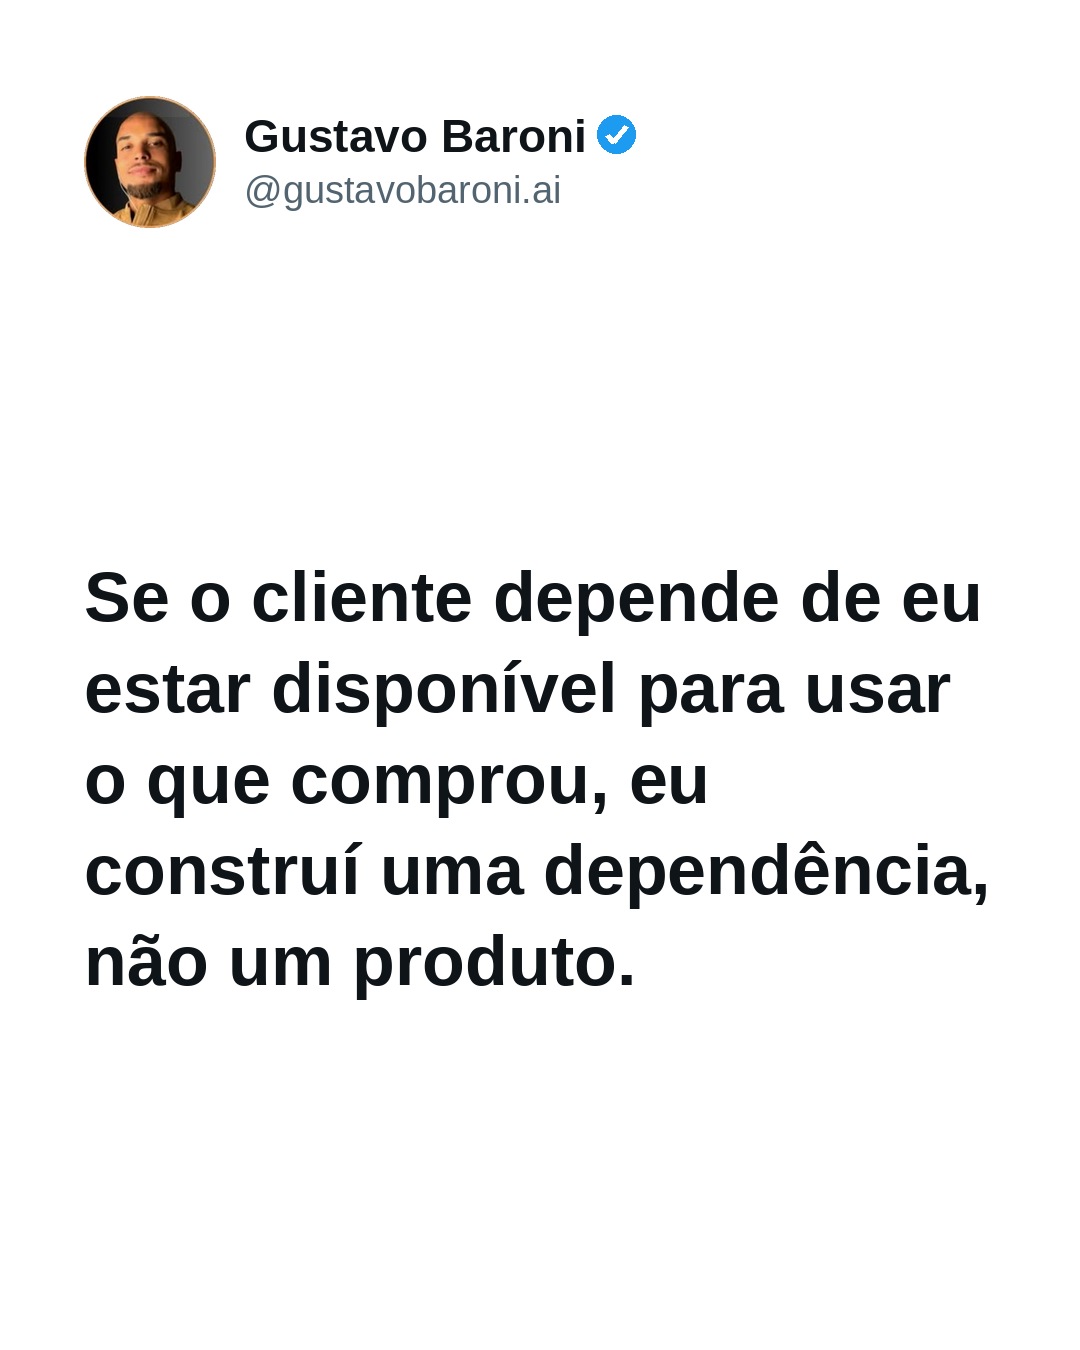 Gustavo Baroni
@gustavobaroni.ai
Se o cliente depende de eu
estar disponível para usar
o que comprou, eu
construí uma dependência,
não um produto.